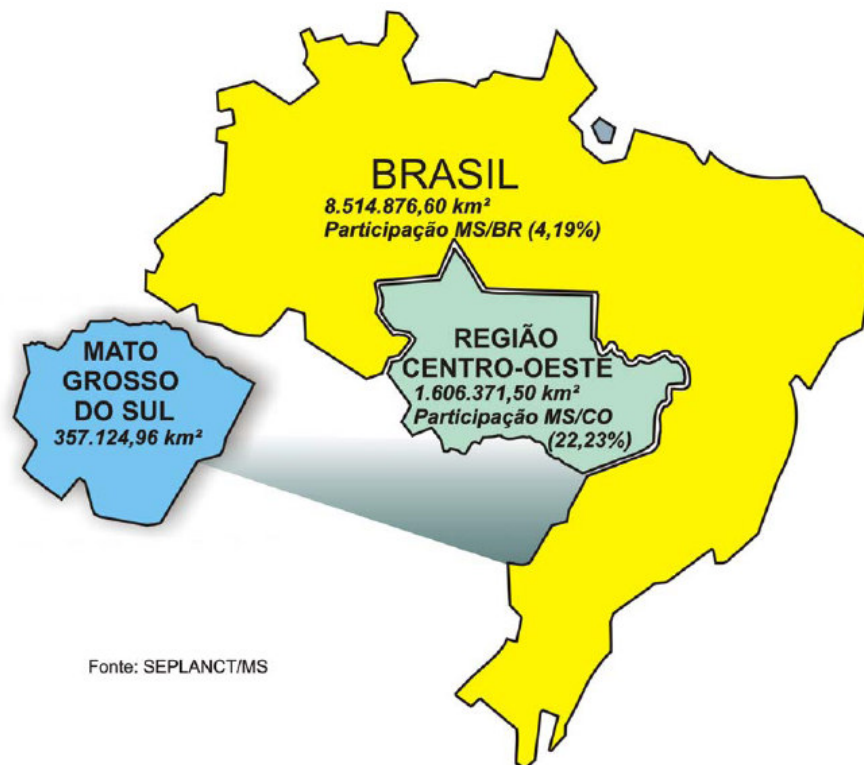 BRASIL
8.514.876,60 km²
Participação MS/BR (4,19%)
REGIÃO
CENTRO-OESTE
1.606.371,50 km²
Participação MS/CO
(22,23%)
MATO
GROSSO
DO SUL
357.124,96 km²
Fonte: SEPLANCT/MS